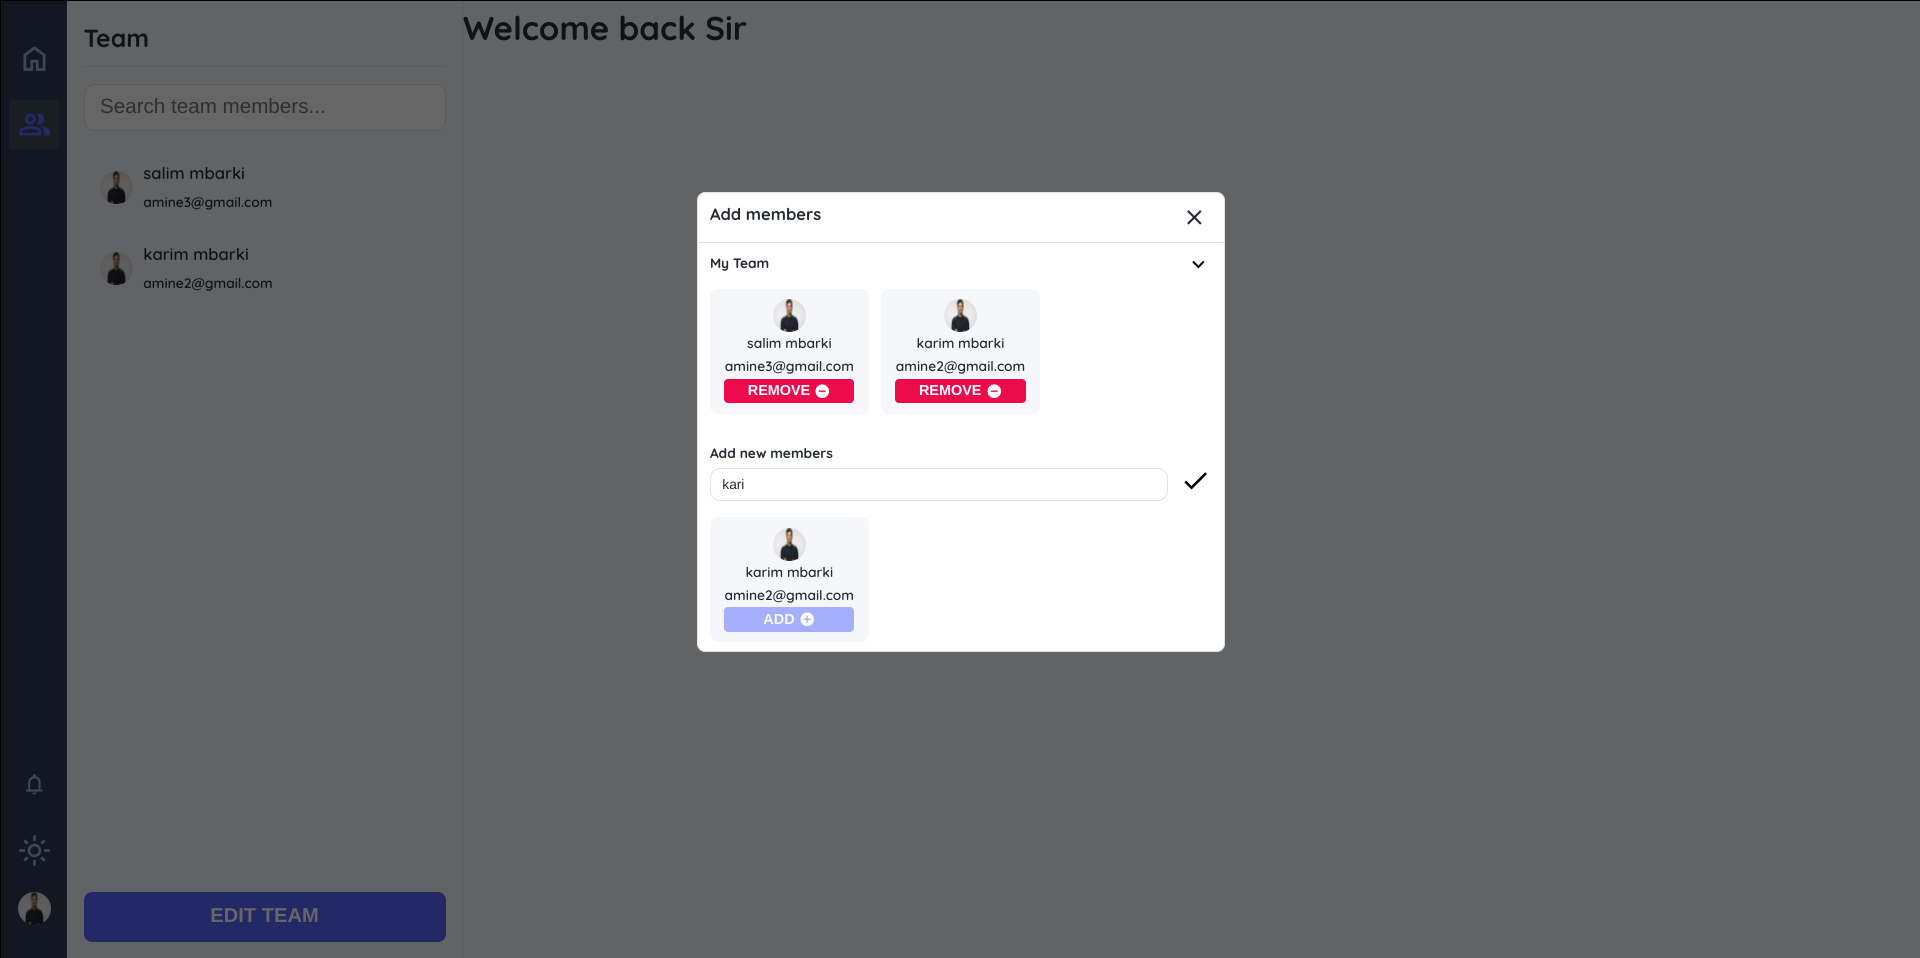 Team
Search team members...
salim mbarki
amine3@gmail.com
karim mbarki
amine2@gmail.com
EDIT TEAM
Welcome back Sir
Add members
My Team
salim mbarki
amine3@gmail.com
REMOVE
karim mbarki
amine2@gmail.com
REMOVE
Add new members
kari
karim mbarki
amine2@gmail.com
ADD